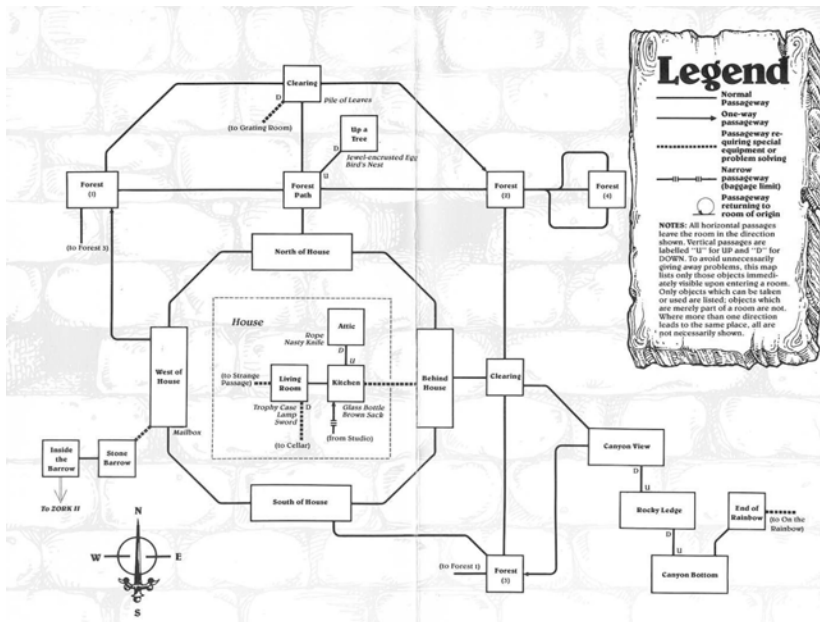 Legend
Normal
Passageway
One-way
passageway
Passageway re-
quiring special
equipment or
problem solving
Narrow
passageway
(baggage limit)
Passageway
returning to
room of origin
NOTES: All horizontal passages
leave the room in the direction
shown. Vertical passages are
labelled "U" for UP and "D" for
DOWN. To avoid unnecessarily
giving away problems, this map
lists only those objects immedi-
ately visible upon entering a room.
Only objects which can be taken
or used are listed; objects which
are merely part of a room are not.
Where more than one direction
leads to the same place, all are
not necessarily shown.
Clearing
D
Pile of Leaves
(to Grating Room)
Up a
Tree
D
Jewel-encrusted Egg
Bird's Nest
U
Forest
(1)
Forest
Path
Forest
(2)
Forest
(4)
(to Forest 3)
North of House
House
Attic
Rope
Nasty Knife
D
U
West of
House
(to Strange
Passage)
Living
Room
Kitchen
Behind
House
Clearing
Trophy Case
Lamp
Sword
D
Glass Bottle
Brown Sack
(to Cellar)
(from Studio)
Mailbox
Inside
the
Barrow
Stone
Barrow
To ZORK II
Canyon View
D
U
Rocky Ledge
D
U
End of
Rainbow
(to On the
Rainbow)
Canyon Bottom
South of House
(to Forest 1)
Forest
(3)
N
W
E
S